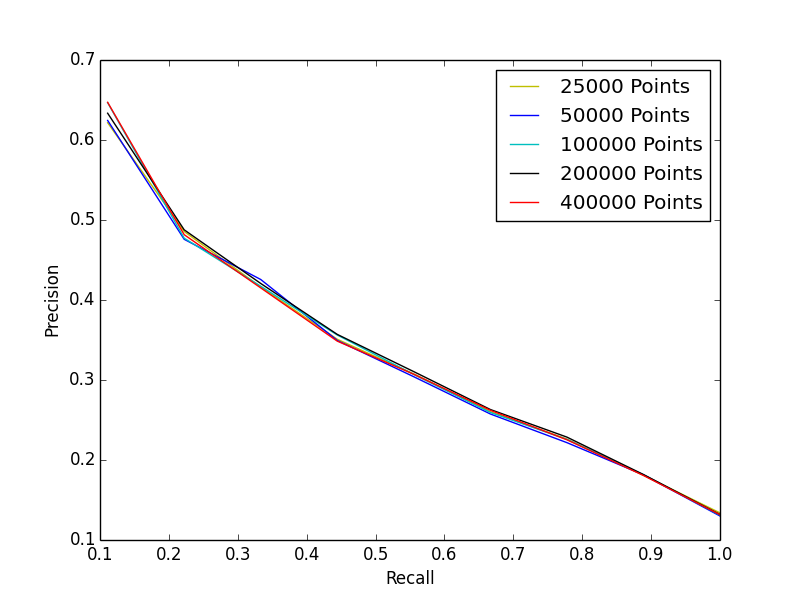 0.7
0.6
0.5
0.4
0.3
0.2
0.1
Precision
25000 Points
50000 Points
100000 Points
200000 Points
400000 Points
0.1 0.2 0.3 0.4 0.5 0.6 0.7 0.8 0.9 1.0
Recall